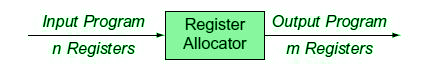 Input Program
n Registers
Register
Allocator
Output Program
m Registers